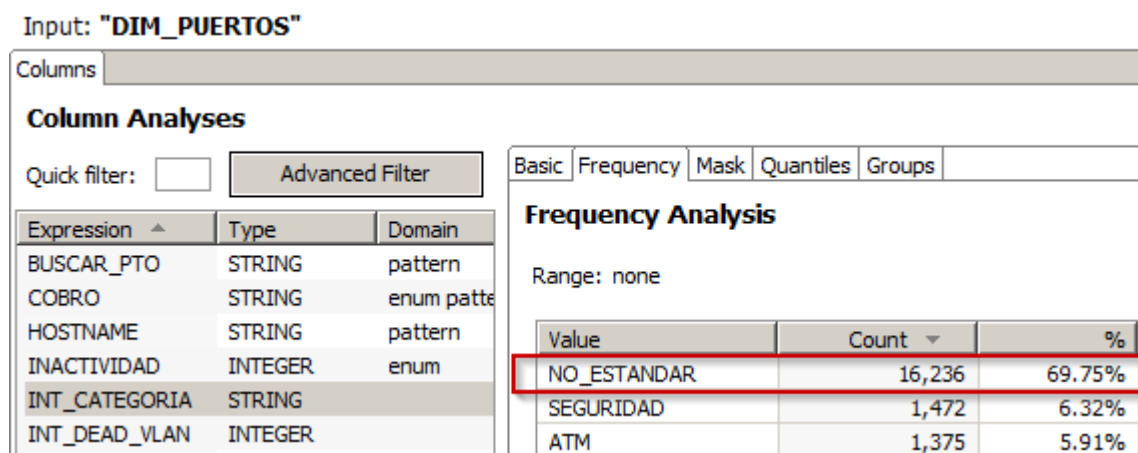 Input: "DIM_PUERTOS"
Columns
Column Analyses
Quick filter:
Advanced Filter
Expression Type Domain
BUSCAR_PTO STRING pattern
COBRO STRING enum patte
HOSTNAME STRING pattern
INACTIVIDAD INTEGER enum
INT_CATEGORIA STRING
INT_DEAD_VLAN INTEGER
Basic Frequency Mask Quantiles Groups
Frequency Analysis
Range: none
Value Count %
NO_ESTANDAR 16,236 69.75%
SEGURIDAD 1,472 6.32%
ATM 1,375 5.91%